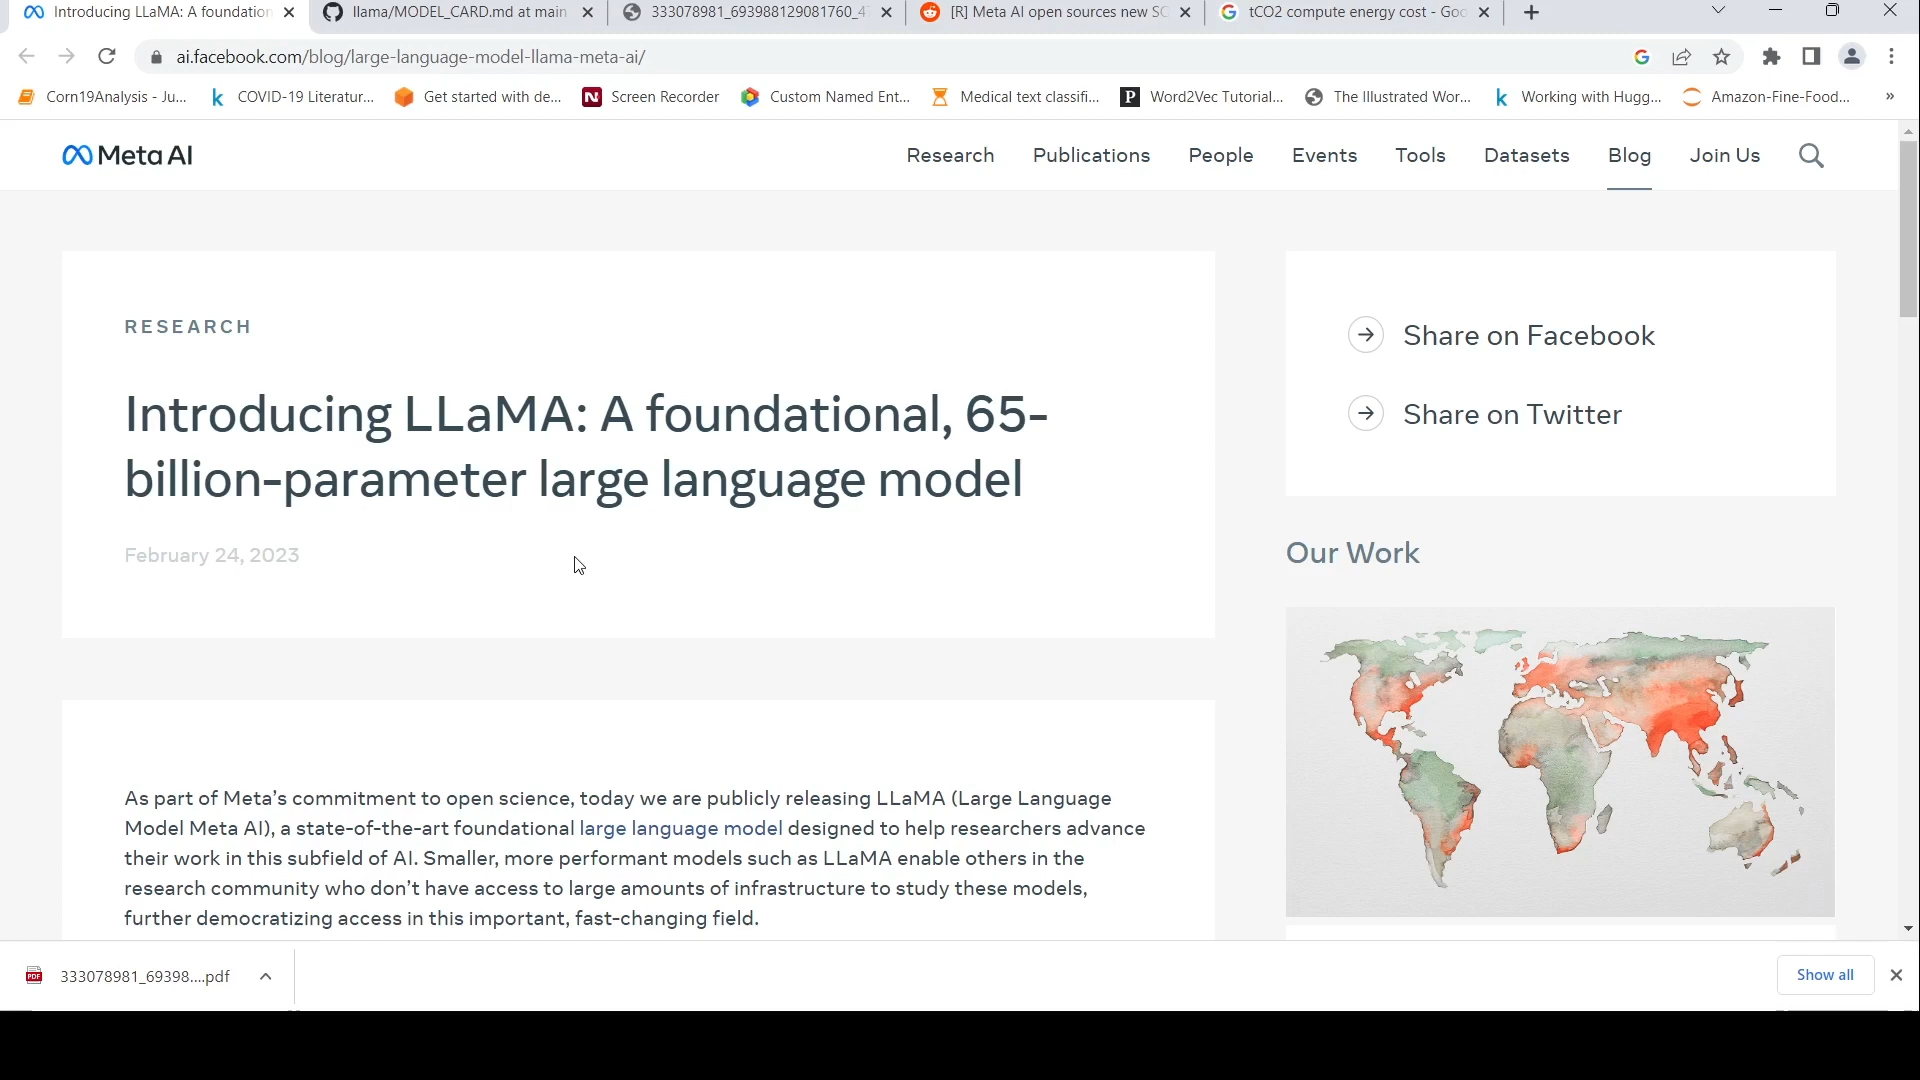 Introducing LLaMA: A foundation
llama/MODEL_CARD.md at main
333078981_693988129081760_4
[R] Meta AI open sources new SO
tCO2 compute energy cost - Goo
ai.facebook.com/blog/large-language-model-llama-meta-ai/
Corn19Analysis - Ju...
COVID-19 Literatur...
Get started with de...
Screen Recorder
Custom Named Ent...
Medical text classifi...
Word2Vec Tutorial...
The Illustrated Wor...
Working with Hugg...
Amazon-Fine-Food...
»
Meta AI
Research
Publications
People
Events
Tools
Datasets
Blog
Join Us
RESEARCH
Introducing LLaMA: A foundational, 65-
billion-parameter large language model
February 24, 2023
Share on Facebook
Share on Twitter
Our Work
As part of Meta’s commitment to open science, today we are publicly releasing LLaMA (Large Language
Model Meta AI), a state-of-the-art foundational large language model designed to help researchers advance
their work in this subfield of AI. Smaller, more performant models such as LLaMA enable others in the
research community who don’t have access to large amounts of infrastructure to study these models,
further democratizing access in this important, fast-changing field.
PDF
333078981_69398....pdf
Show all